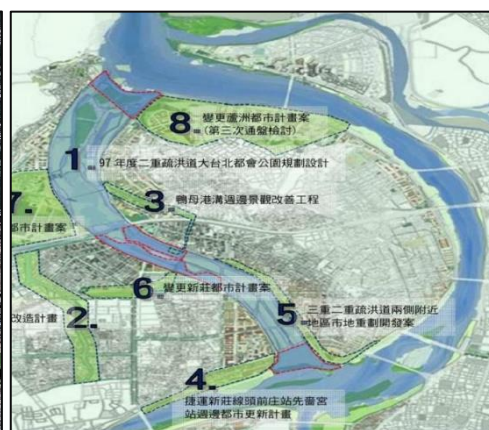 8. 變更蘆洲都市計畫案
(第三次通盤檢討)
1. 97年度二重疏洪道大台北都會公園規劃設計
3. 鴨母港溝週邊景觀改善工程
7.
都市計畫案
6. 變更新莊都市計畫案
改造計畫 2.
5. 三重二重疏洪道兩側附近
地區市地重劃開發案
4.
捷運新莊線頭前庄站先嗇宮
站週邊都市更新計畫